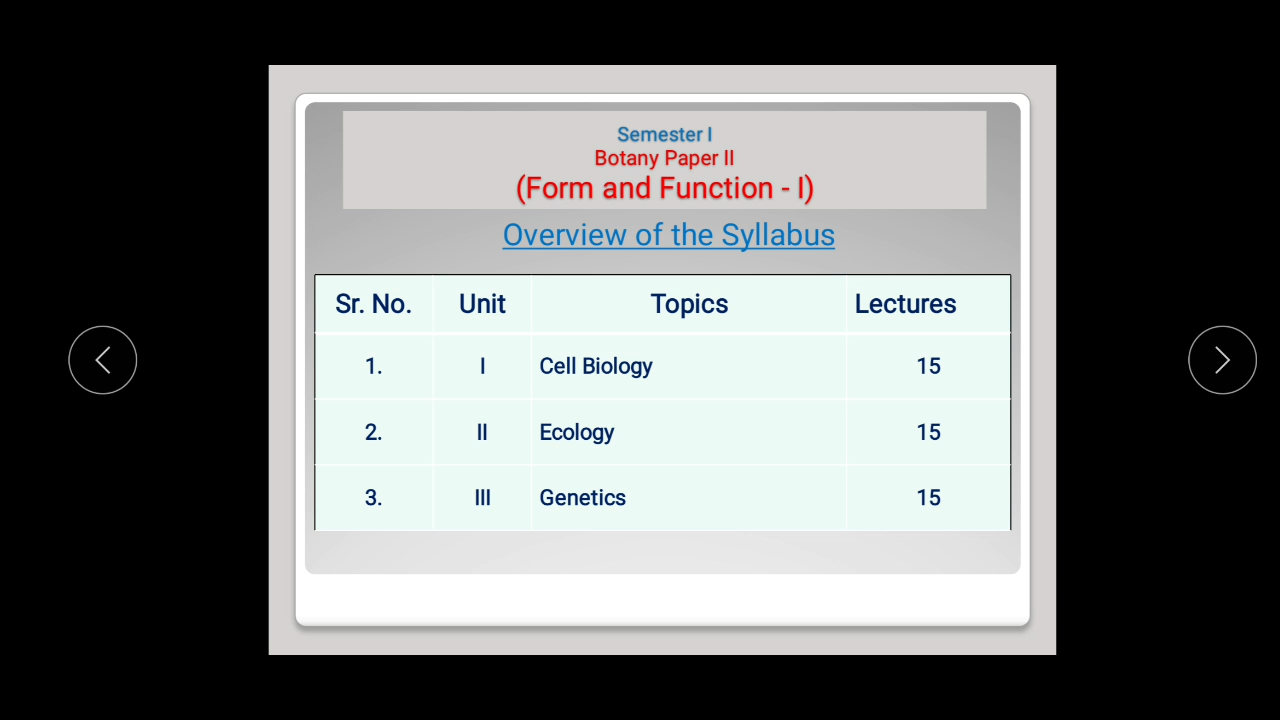 Semester I
Botany Paper II
(Form and Function - I)
Overview of the Syllabus
Sr. No. Unit Topics Lectures
1. I Cell Biology 15
2. II Ecology 15
3. III Genetics 15